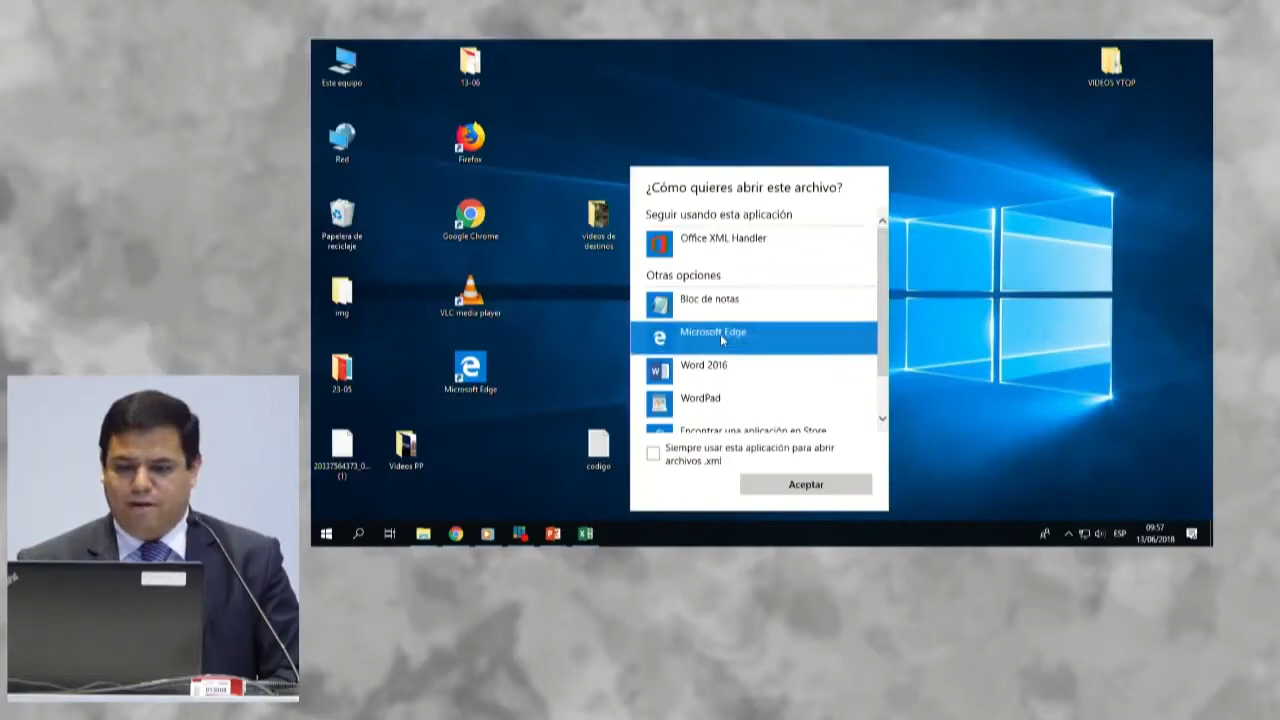 Este equipo
13-06
VIDEOS YTQP
Red
Firefox
Papelera de
reciclaje
Google Chrome
videos de
destinos
img
VLC media player
23-05
Microsoft Edge
20337564373_0...
(1)
Videos PP
codigo
¿Cómo quieres abrir este archivo?
Seguir usando esta aplicación
Office XML Handler
Otras opciones
Bloc de notas
Microsoft Edge
Word 2016
WordPad
Encontrar una aplicación en Store
Siempre usar esta aplicación para abrir
archivos .xml
Aceptar
ESP
09:57
13/06/2018